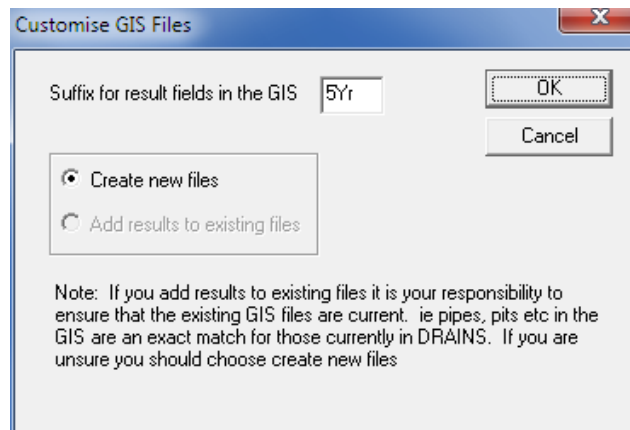 Customise GIS Files
Suffix for result fields in the GIS 5Yr
OK
Cancel
Create new files
Add results to existing files
Note: If you add results to existing files it is your responsibility to
ensure that the existing GIS files are current. ie pipes, pits etc in the
GIS are an exact match for those currently in DRAINS. If you are
unsure you should choose create new files